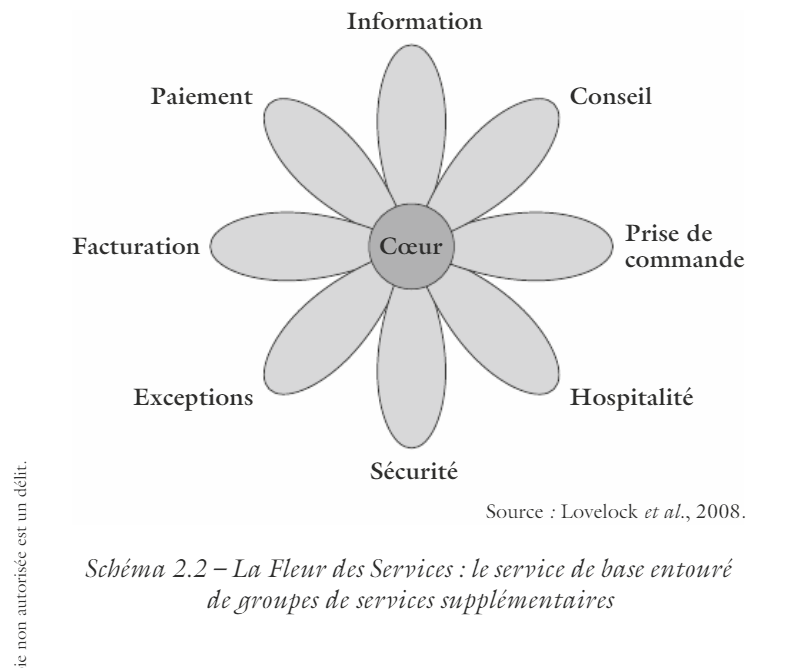 Information
Paiement
Conseil
Facturation
Cœur
Prise de
commande
Exceptions
Hospitalité
Sécurité
Source : Lovelock et al., 2008.
Schéma 2.2 – La Fleur des Services : le service de base entouré
de groupes de services supplémentaires
non autorisée est un délit.